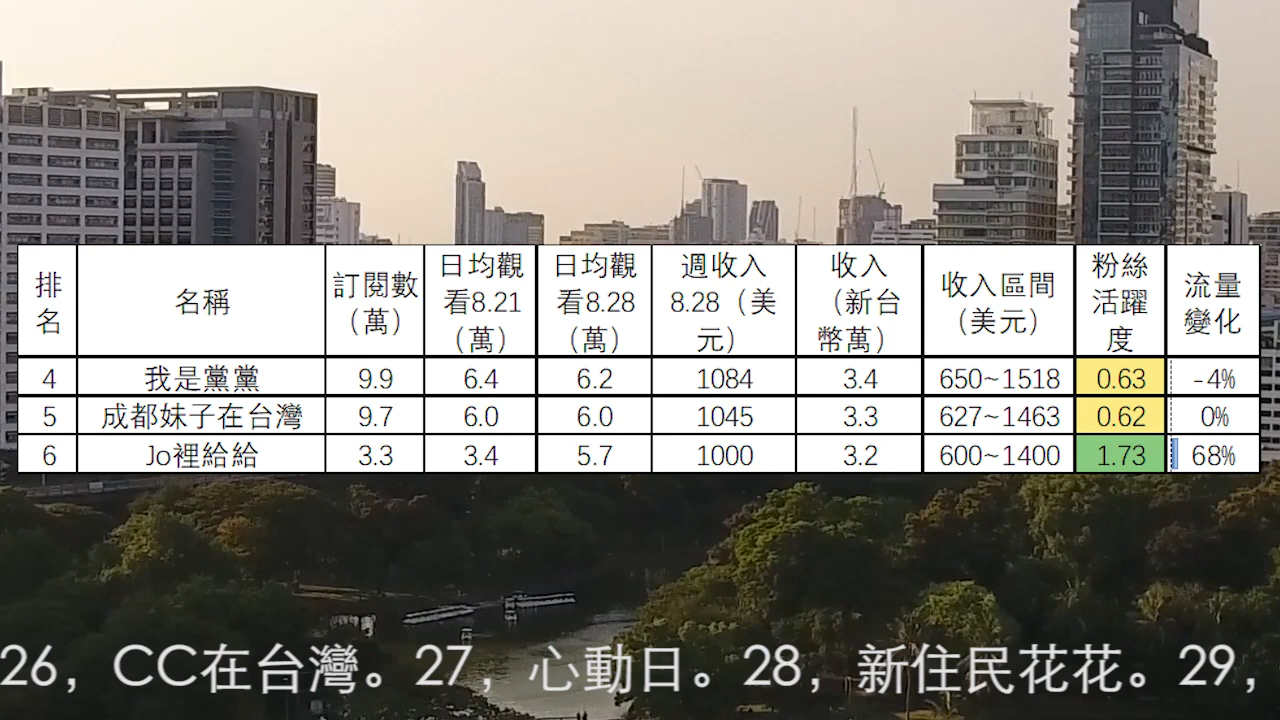 排名 名稱 訂閱數（萬） 日均觀看8.21（萬） 日均觀看8.28（萬） 週收入8.28（美元） 收入（新台幣萬） 收入區間（美元） 粉絲活躍度 流量變化
4 我是黨黨 9.9 6.4 6.2 1084 3.4 650~1518 0.63 -4%
5 成都妹子在台灣 9.7 6.0 6.0 1045 3.3 627~1463 0.62 0%
6 Jo裡給給 3.3 3.4 5.7 1000 3.2 600~1400 1.73 68%
26，CC在台灣。27，心動日。28，新住民花花。29，